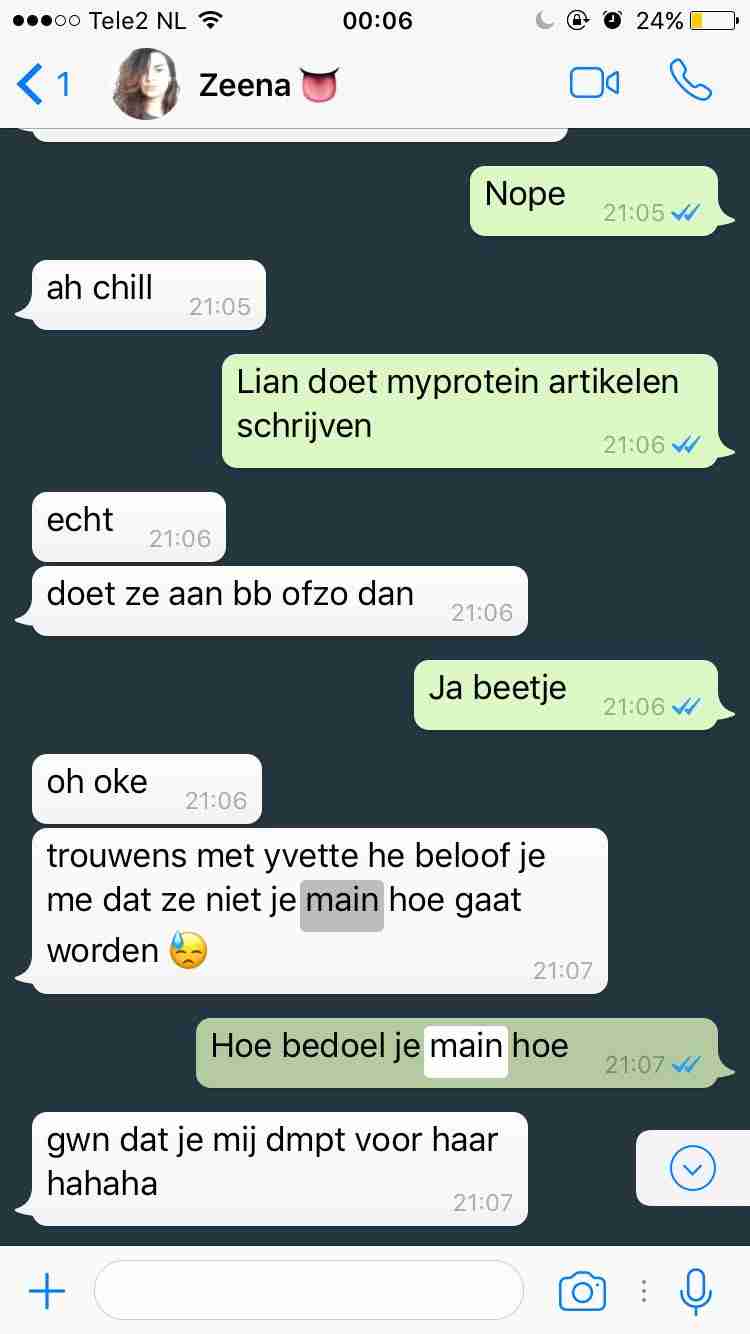 Tele2 NL 00:06 24%
1 Zeena 👅
Nope 21:05
ah chill 21:05
Lian doet myprotein artikelen
schrijven 21:06
echt 21:06
doet ze aan bb ofzo dan 21:06
Ja beetje 21:06
oh oke 21:06
trouwens met yvette he beloof je
me dat ze niet je main hoe gaat
worden 😓 21:07
Hoe bedoel je main hoe 21:07
gwn dat je mij dmpt voor haar
hahaha 21:07